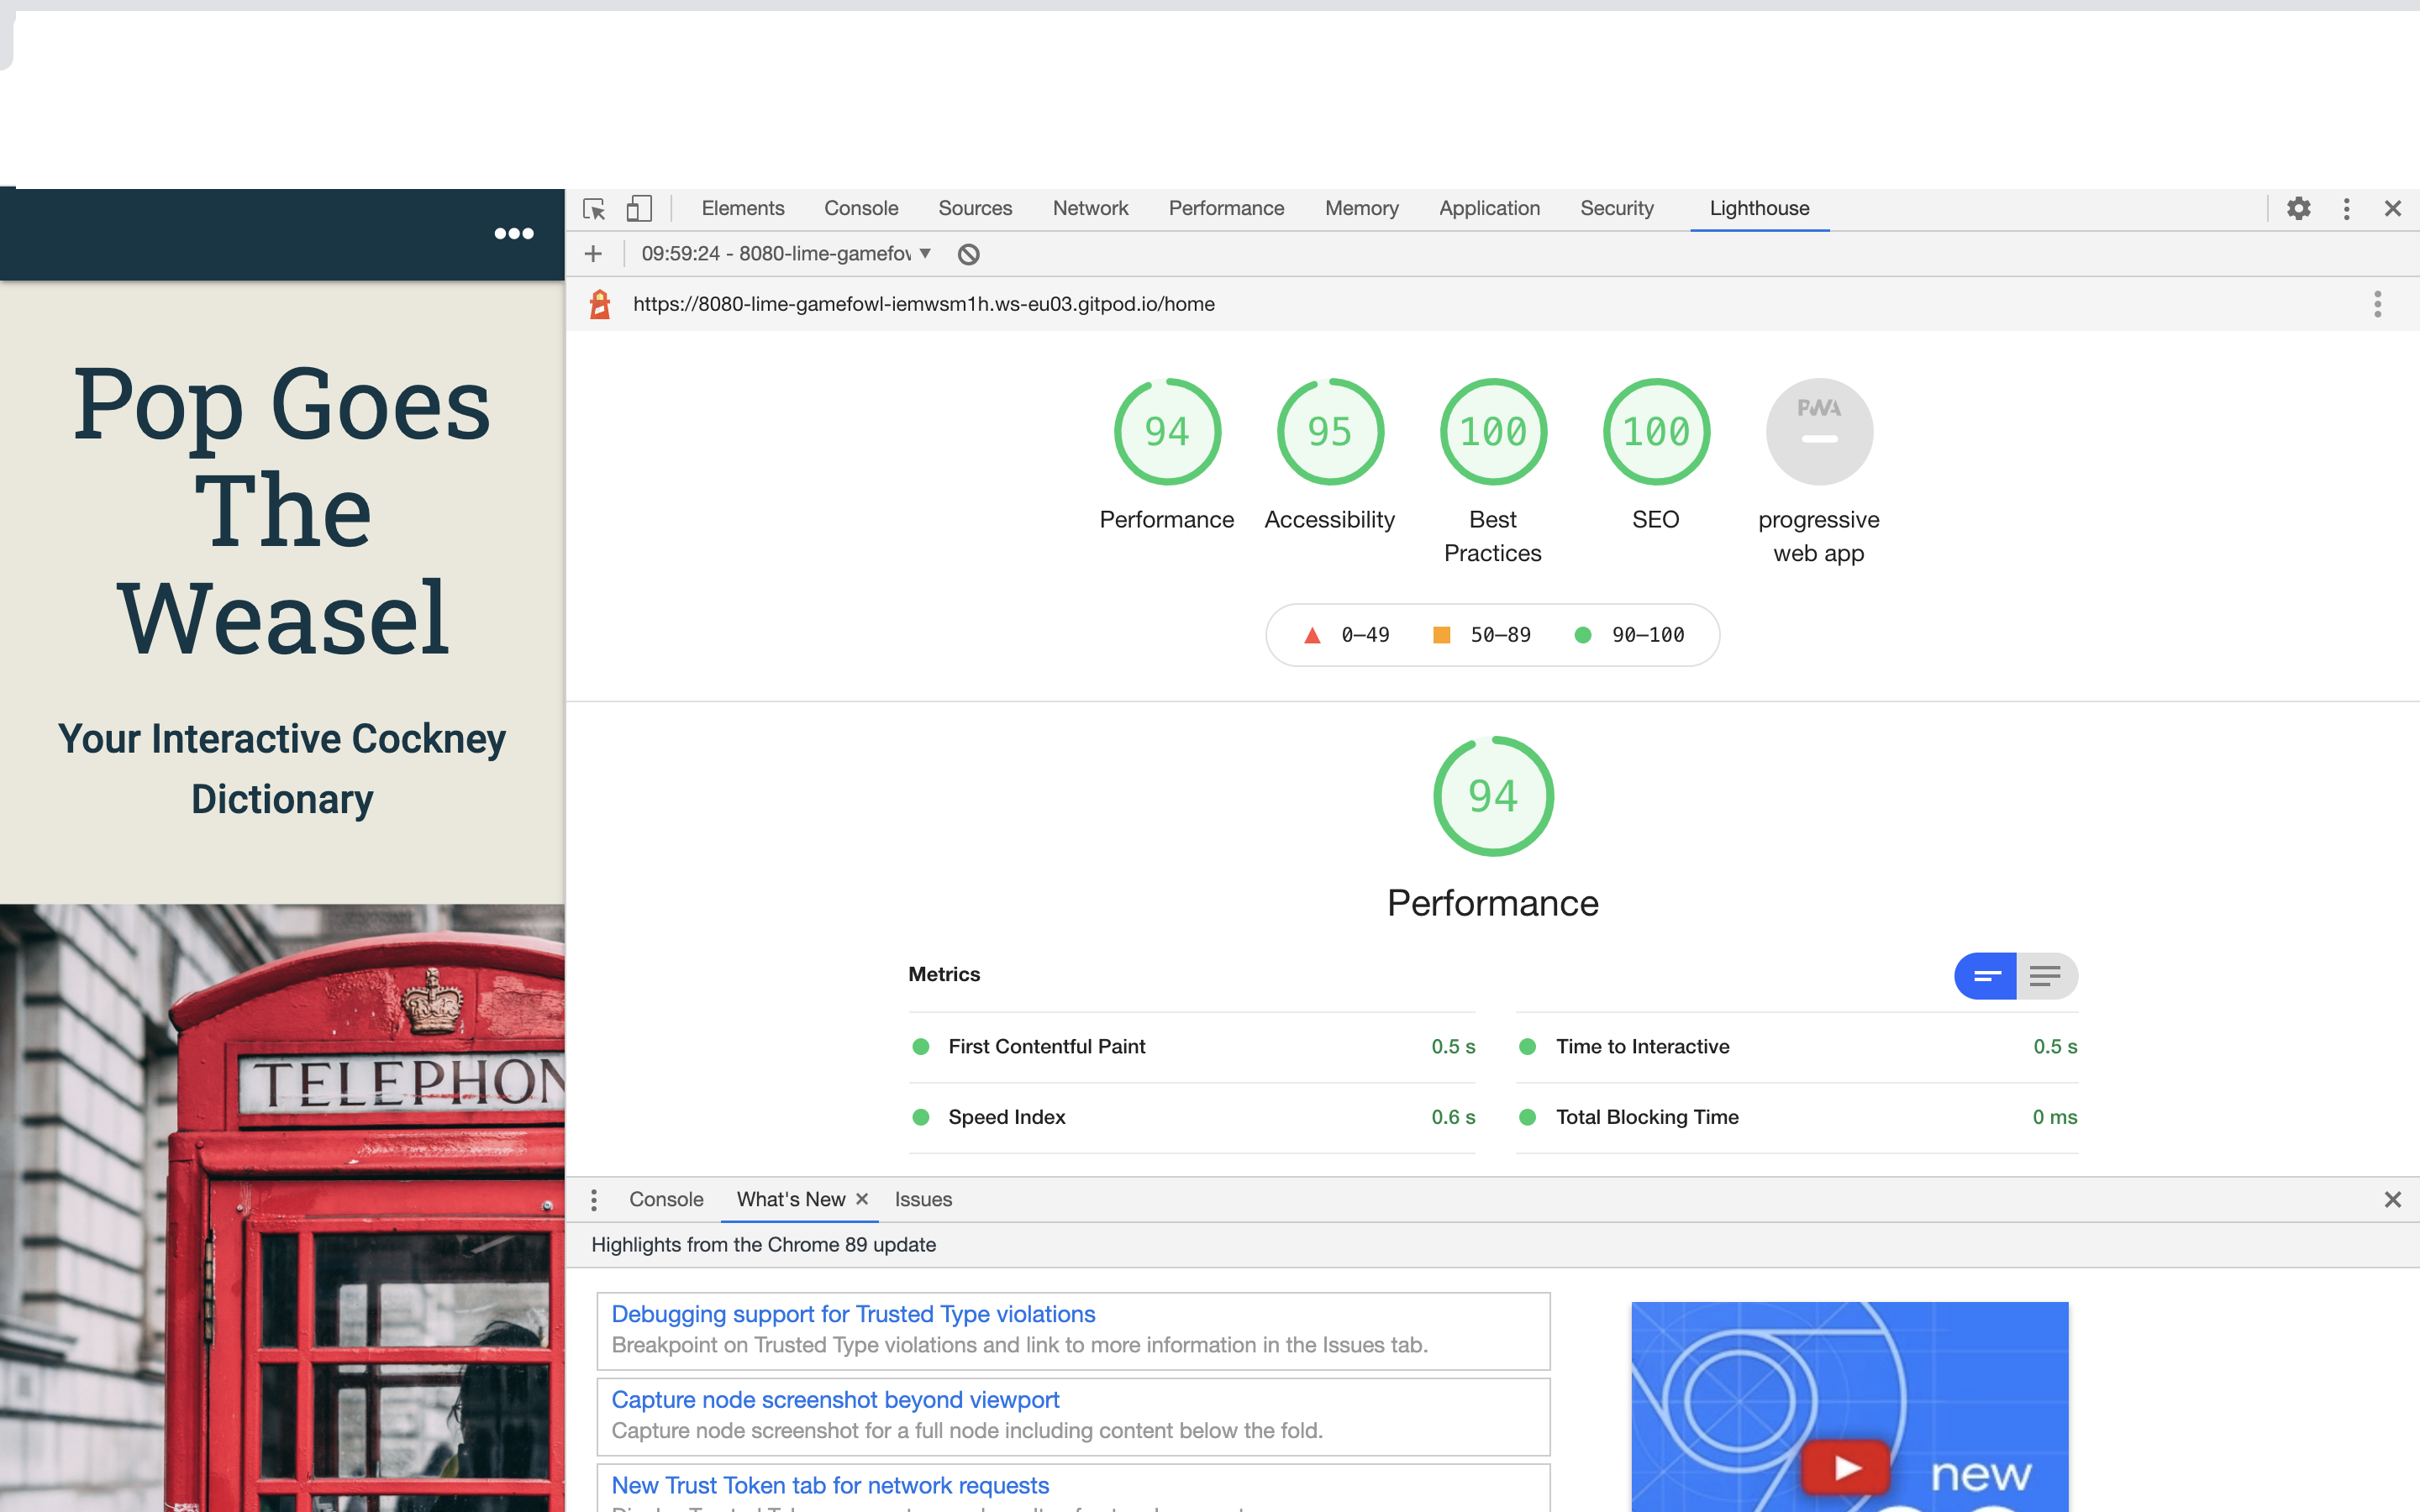 Elements Console Sources Network Performance Memory Application Security Lighthouse
09:59:24 - 8080-lime-gamefov
https://8080-lime-gamefowl-iemwsm1h.ws-eu03.gitpod.io/home
Pop Goes
The
Weasel
Your Interactive Cockney
Dictionary
TELEPHON
94 95 100 100 PWA
Performance Accessibility Best Practices SEO progressive web app
0–49 50–89 90–100
94
Performance
Metrics
First Contentful Paint 0.5 s Time to Interactive 0.5 s
Speed Index 0.6 s Total Blocking Time 0 ms
Console What's New Issues
Highlights from the Chrome 89 update
Debugging support for Trusted Type violations
Breakpoint on Trusted Type violations and link to more information in the Issues tab.
Capture node screenshot beyond viewport
Capture node screenshot for a full node including content below the fold.
New Trust Token tab for network requests
new